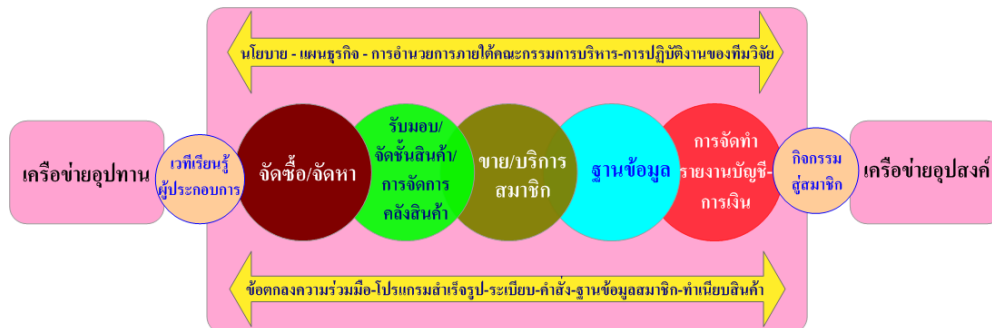 นโยบาย - แผนธุรกิจ - การอำนวยการภายใต้คณะกรรมการบริหาร-การปฏิบัติงานของทีมวิจัย
เครือข่ายอุปทาน
เวทีเรียนรู้
ผู้ประกอบการ
จัดซื้อ/จัดหา
รับมอบ/
จัดชั้นสินค้า/
การจัดการ
คลังสินค้า
ขาย/บริการ
สมาชิก
ฐานข้อมูล
การจัดทำ
รายงานบัญชี-
การเงิน
กิจกรรม
สู่สมาชิก
เครือข่ายอุปสงค์
ข้อตกลงความร่วมมือ-โปรแกรมสำเร็จรูป-ระเบียบ-คำสั่ง-ฐานข้อมูลสมาชิก-ทำเนียบสินค้า